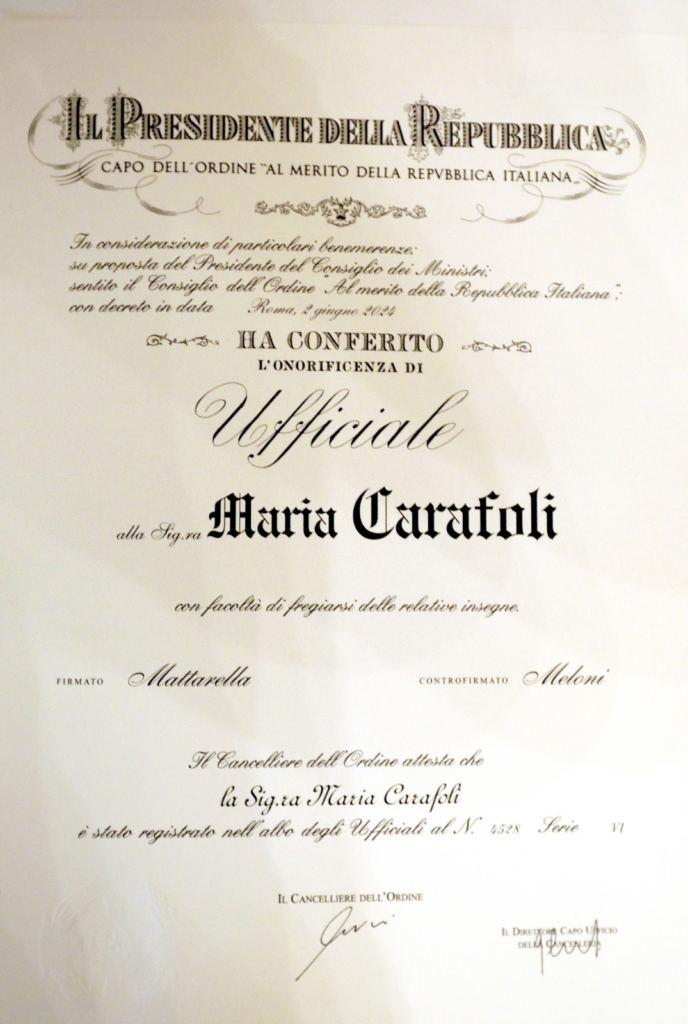 IL PRESIDENTE DELLA REPUBBLICA
CAPO DELL'ORDINE "AL MERITO DELLA REPVBBLICA ITALIANA"
In considerazione di particolari benemerenze;
su proposta del Presidente del Consiglio dei Ministri;
sentito il Consiglio dell'Ordine "Al merito della Repubblica Italiana";
con decreto in data Roma, 2 giugno 2024
HA CONFERITO
L'ONORIFICENZA DI
Ufficiale
alla Sig.ra Maria Carafoli
con facoltà di fregiarsi delle relative insegne.
FIRMATO Mattarella CONTROFIRMATO Meloni
Il Cancelliere dell'Ordine attesta che
la Sig.ra Maria Carafoli
è stato registrato nell'albo degli Ufficiali al N. 4528 Serie VI
IL CANCELLIERE DELL'ORDINE
IL DIRETTORE CAPO UFFICIO
DELLA CANCELLERIA